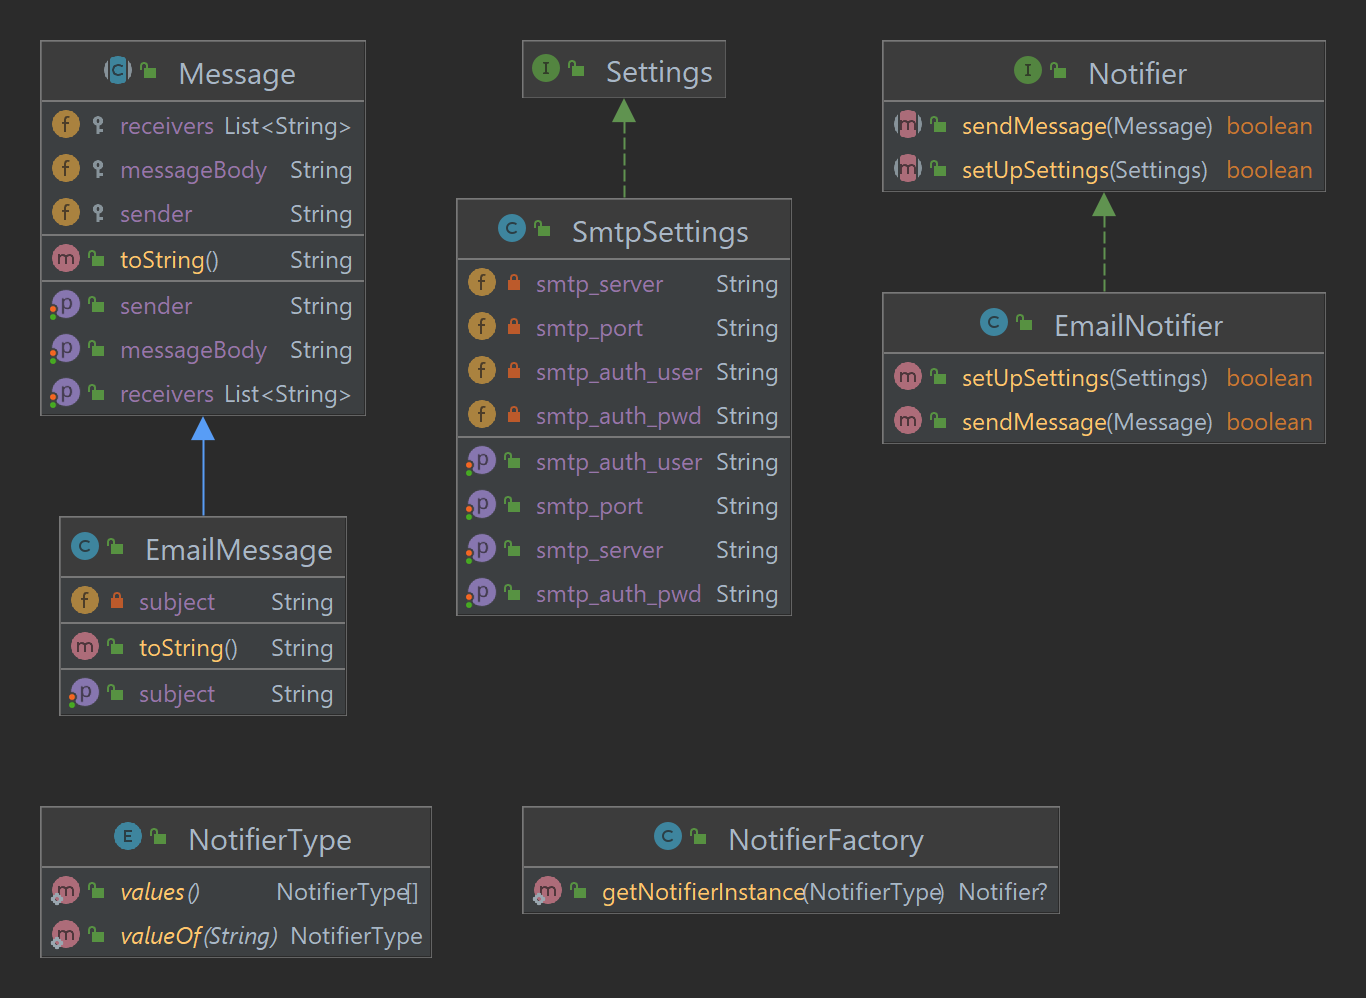 Message
receivers List<String>
messageBody String
sender String
toString() String
sender String
messageBody String
receivers List<String>
EmailMessage
subject String
toString() String
subject String
Settings
SmtpSettings
smtp_server String
smtp_port String
smtp_auth_user String
smtp_auth_pwd String
smtp_auth_user String
smtp_port String
smtp_server String
smtp_auth_pwd String
Notifier
sendMessage(Message) boolean
setUpSettings(Settings) boolean
EmailNotifier
setUpSettings(Settings) boolean
sendMessage(Message) boolean
NotifierType
values() NotifierType[]
valueOf(String) NotifierType
NotifierFactory
getNotifierInstance(NotifierType) Notifier?